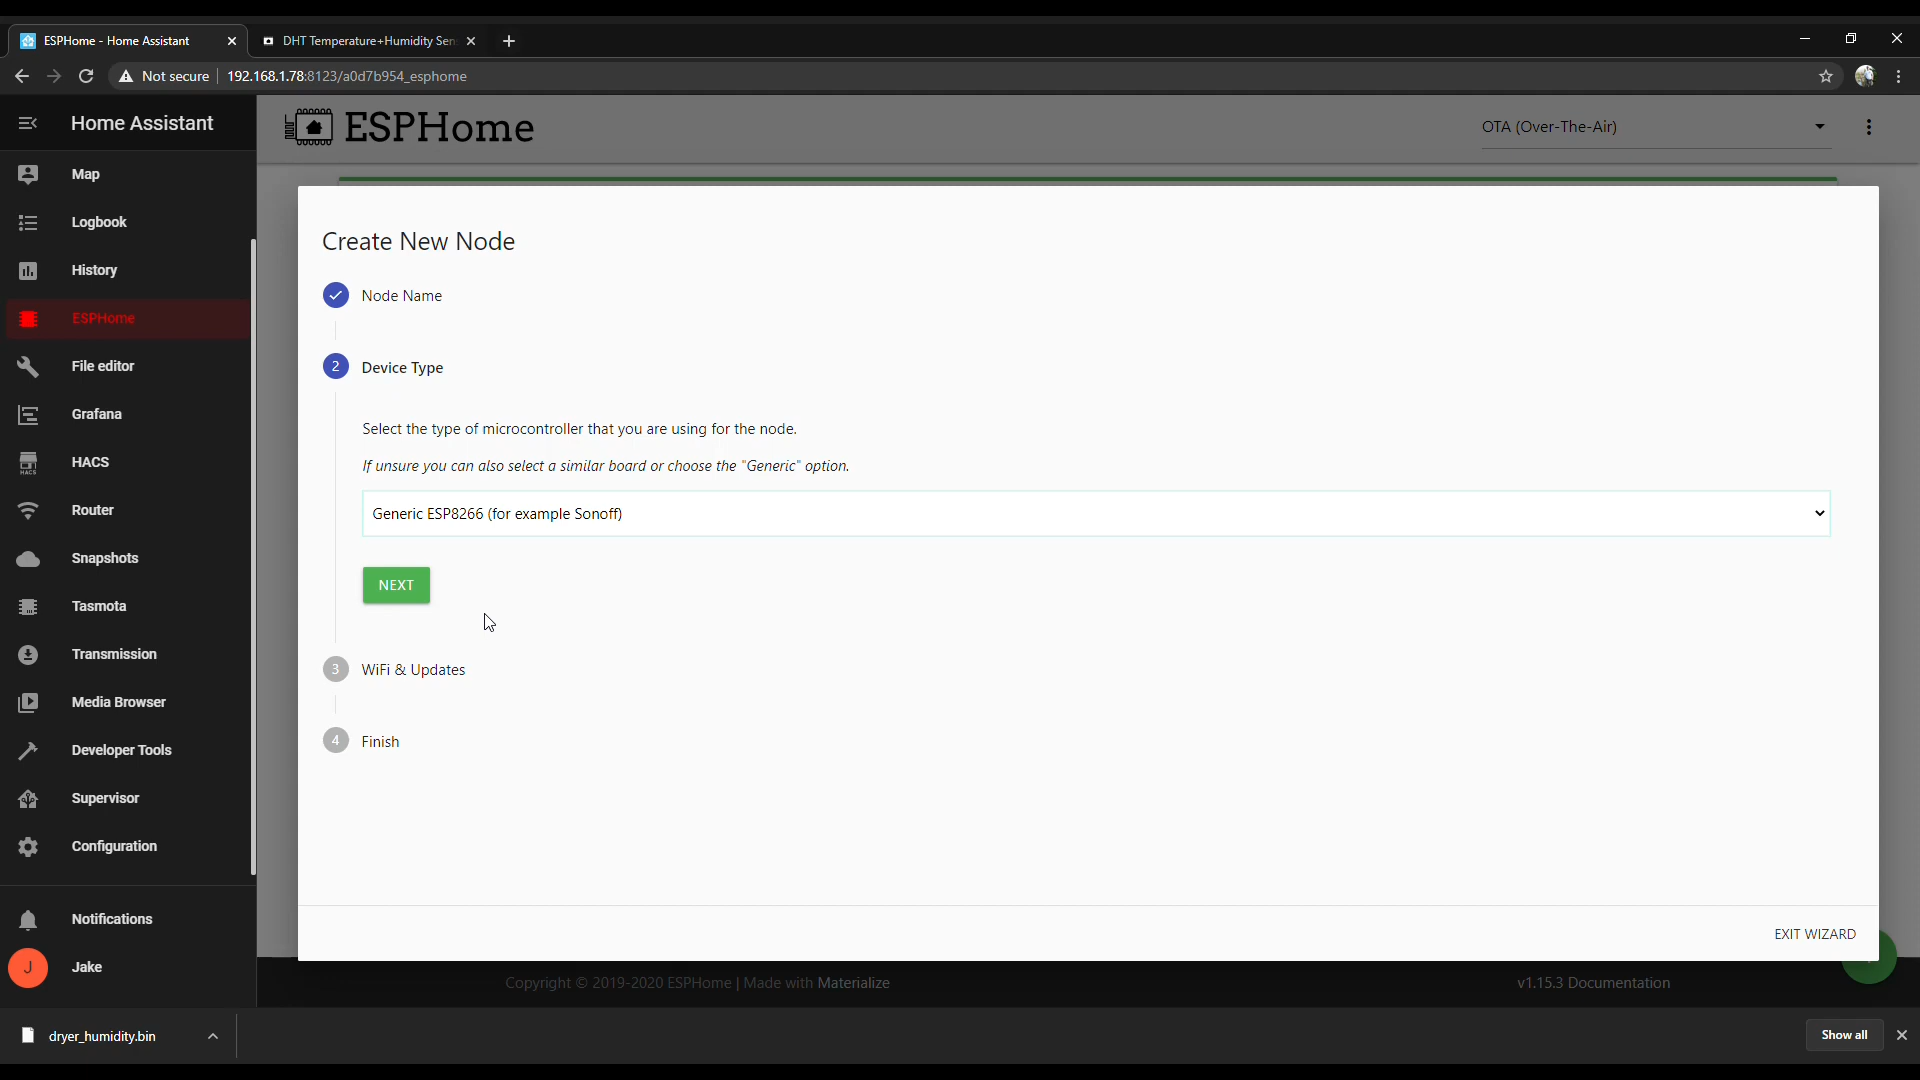 ESPHome - Home Assistant
DHT Temperature+Humidity Sen
Not secure
192.168.1.78:8123/a0d7b954_esphome
Home Assistant
Map
Logbook
History
ESPHome
File editor
Grafana
HACS
HACS
Router
Snapshots
Tasmota
Transmission
Media Browser
Developer Tools
Supervisor
Configuration
Notifications
J
Jake
ESPHome
OTA (Over-The-Air)
Create New Node
Node Name
2 Device Type
Select the type of microcontroller that you are using for the node.
If unsure you can also select a similar board or choose the "Generic" option.
Generic ESP8266 (for example Sonoff)
NEXT
3 WiFi & Updates
4 Finish
EXIT WIZARD
Copyright © 2019-2020 ESPHome | Made with Materialize
v1.15.3 Documentation
dryer_humidity.bin
Show all